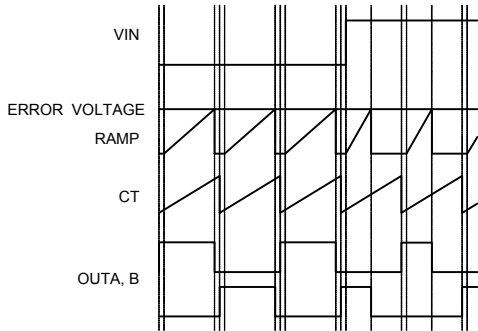 VIN
ERROR VOLTAGE
RAMP
CT
OUTA, B